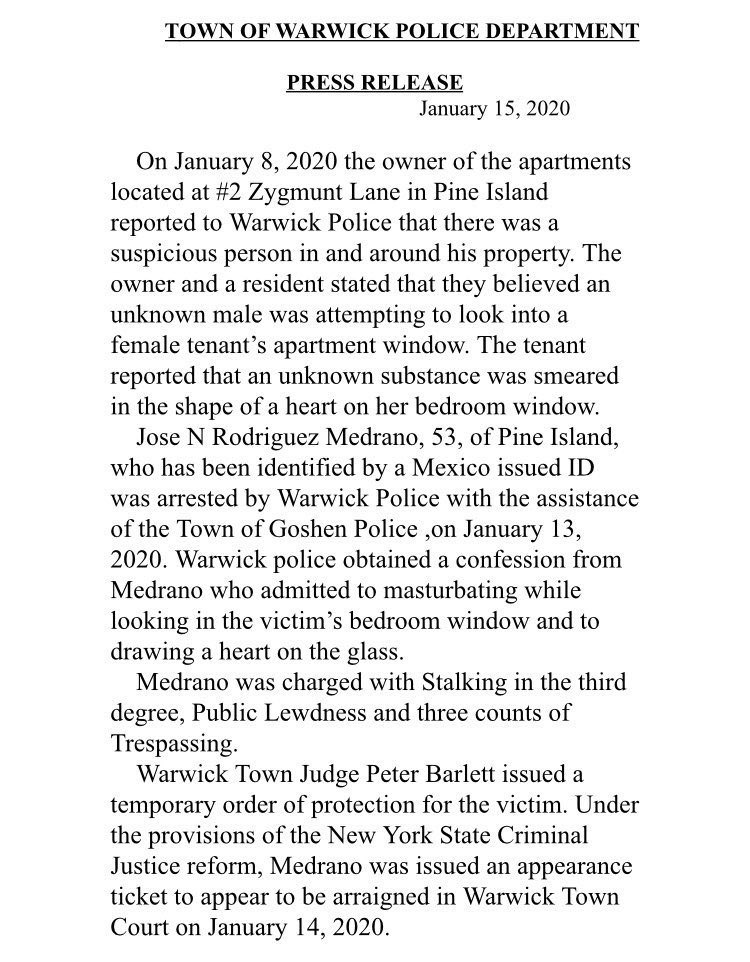 TOWN OF WARWICK POLICE DEPARTMENT
PRESS RELEASE
January 15, 2020
On January 8, 2020 the owner of the apartments
located at #2 Zygmunt Lane in Pine Island
reported to Warwick Police that there was a
suspicious person in and around his property. The
owner and a resident stated that they believed an
unknown male was attempting to look into a
female tenant’s apartment window. The tenant
reported that an unknown substance was smeared
in the shape of a heart on her bedroom window.
Jose N Rodriguez Medrano, 53, of Pine Island,
who has been identified by a Mexico issued ID
was arrested by Warwick Police with the assistance
of the Town of Goshen Police ,on January 13,
2020. Warwick police obtained a confession from
Medrano who admitted to masturbating while
looking in the victim’s bedroom window and to
drawing a heart on the glass.
Medrano was charged with Stalking in the third
degree, Public Lewdness and three counts of
Trespassing.
Warwick Town Judge Peter Barlett issued a
temporary order of protection for the victim. Under
the provisions of the New York State Criminal
Justice reform, Medrano was issued an appearance
ticket to appear to be arraigned in Warwick Town
Court on January 14, 2020.